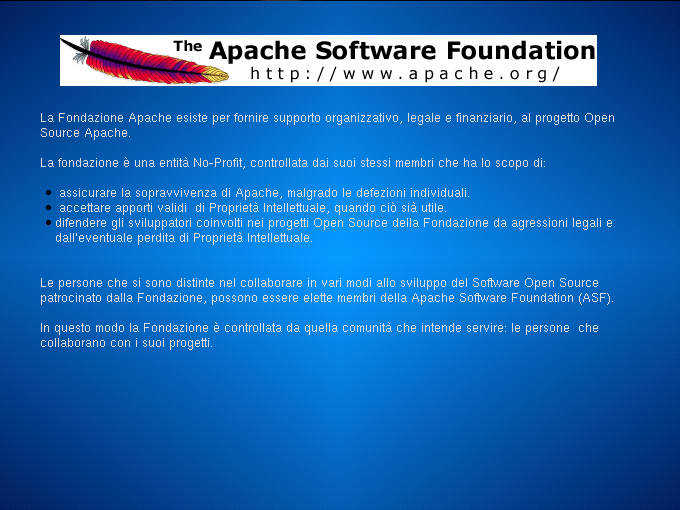 The Apache Software Foundation
http://www.apache.org/
La Fondazione Apache esiste per fornire supporto organizzativo, legale e finanziario, al progetto Open
Source Apache.
La fondazione è una entità No-Profit, controllata dai suoi stessi membri che ha lo scopo di:
• assicurare la sopravvivenza di Apache, malgrado le defezioni individuali.
• accettare apporti validi  di Proprietà Intellettuale, quando ciò sià utile.
• difendere gli sviluppatori coinvolti nei progetti Open Source della Fondazione da agressioni legali e
dall'eventuale perdita di Proprietà Intellettuale.
Le persone che si sono distinte nel collaborare in vari modi allo sviluppo del Software Open Source
patrocinato dalla Fondazione, possono essere elette membri della Apache Software Foundation (ASF).
In questo modo la Fondazione è controllata da quella comunità che intende servire: le persone  che
collaborano con i suoi progetti.